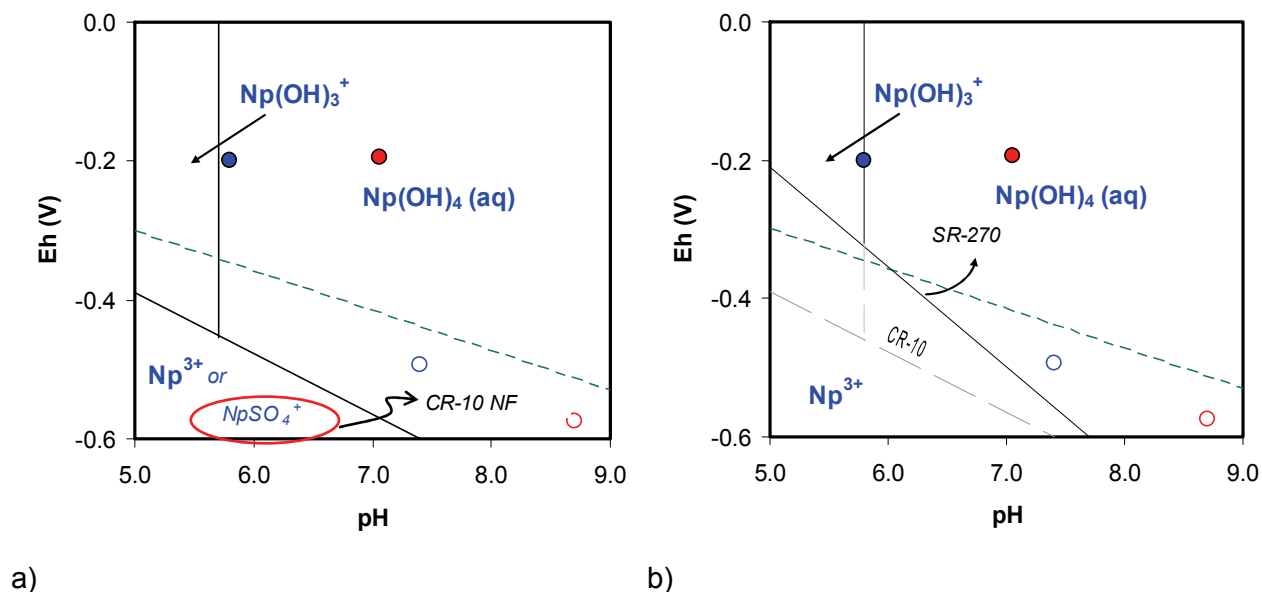 0.0
-0.2
-0.4
-0.6
Eh (V)
Np(OH)₃⁺
Np(OH)₄ (aq)
Np³⁺ or
NpSO₄⁺
CR-10 NF
5.0 6.0 7.0 8.0 9.0
pH
a)
0.0
-0.2
-0.4
-0.6
Eh (V)
Np(OH)₃⁺
Np(OH)₄ (aq)
SR-270
CR-10
Np³⁺
5.0 6.0 7.0 8.0 9.0
pH
b)